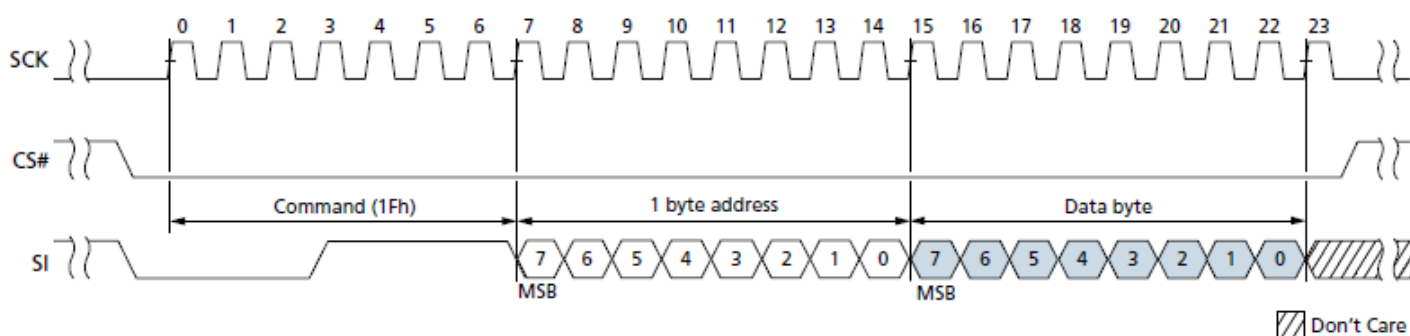 0 1 2 3 4 5 6 7 8 9 10 11 12 13 14 15 16 17 18 19 20 21 22 23
SCK
CS#
Command (1Fh) 1 byte address Data byte
SI 7 6 5 4 3 2 1 0 7 6 5 4 3 2 1 0
MSB MSB
Don't Care